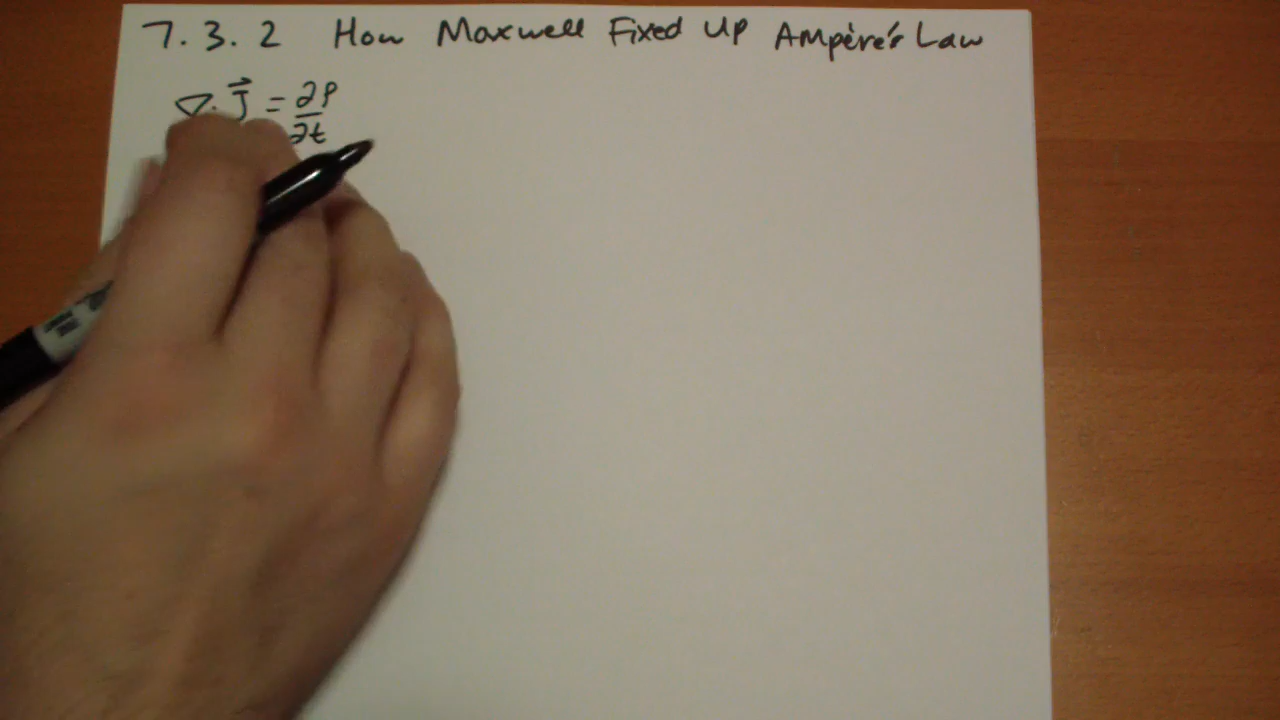 7.3.2 How Maxwell Fixed Up Ampère's Law
∇·J⃗ = ∂ρ/∂t